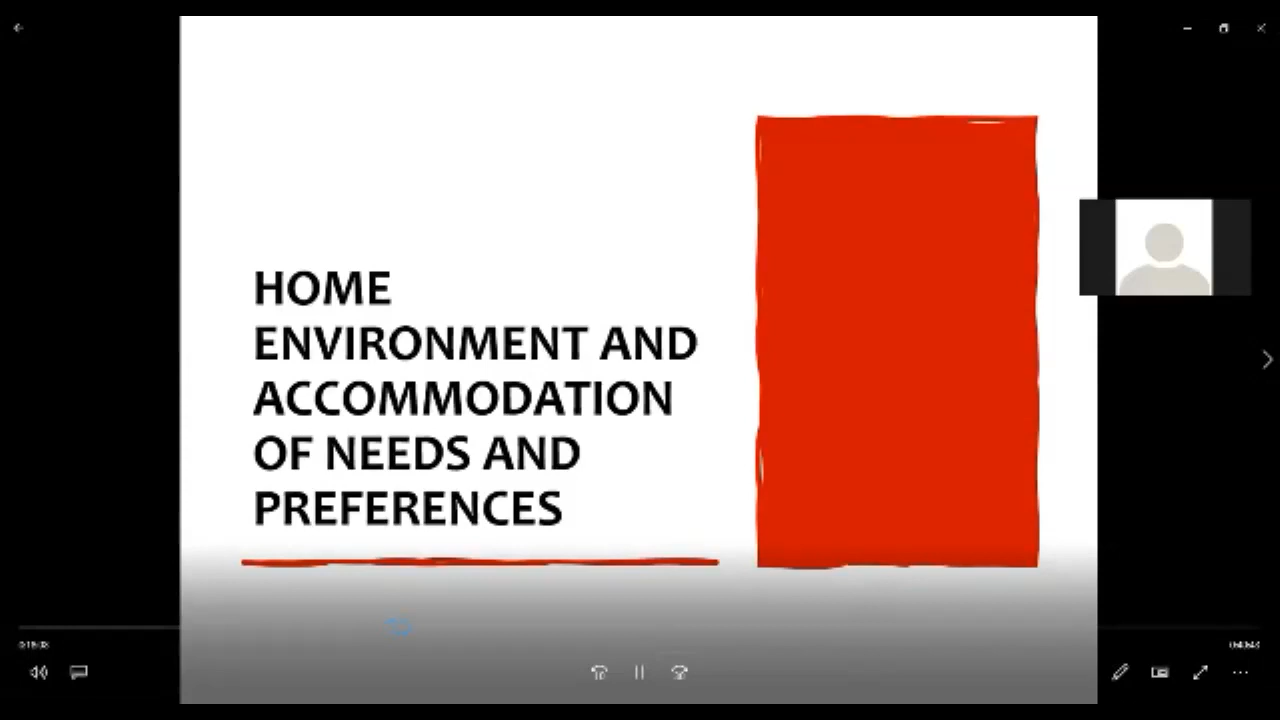 HOME
ENVIRONMENT AND
ACCOMMODATION
OF NEEDS AND
PREFERENCES